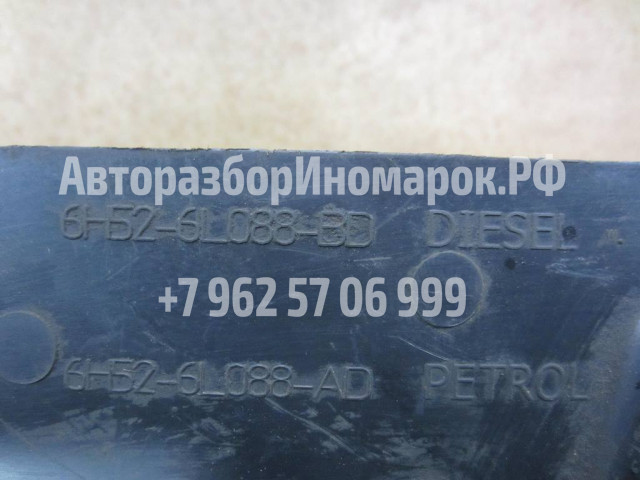 АвторазборИномарок.РФ
6H52-6L088-BD DIESEL
+7 962 57 06 999
6H52-6L088-AD PETROL